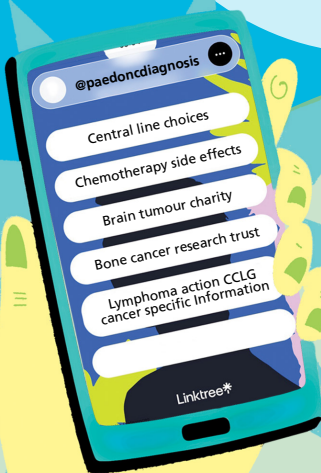 @paedoncdiagnosis
Central line choices
Chemotherapy side effects
Brain tumour charity
Bone cancer research trust
Lymphoma action CCLG
cancer specific Information
Linktree*